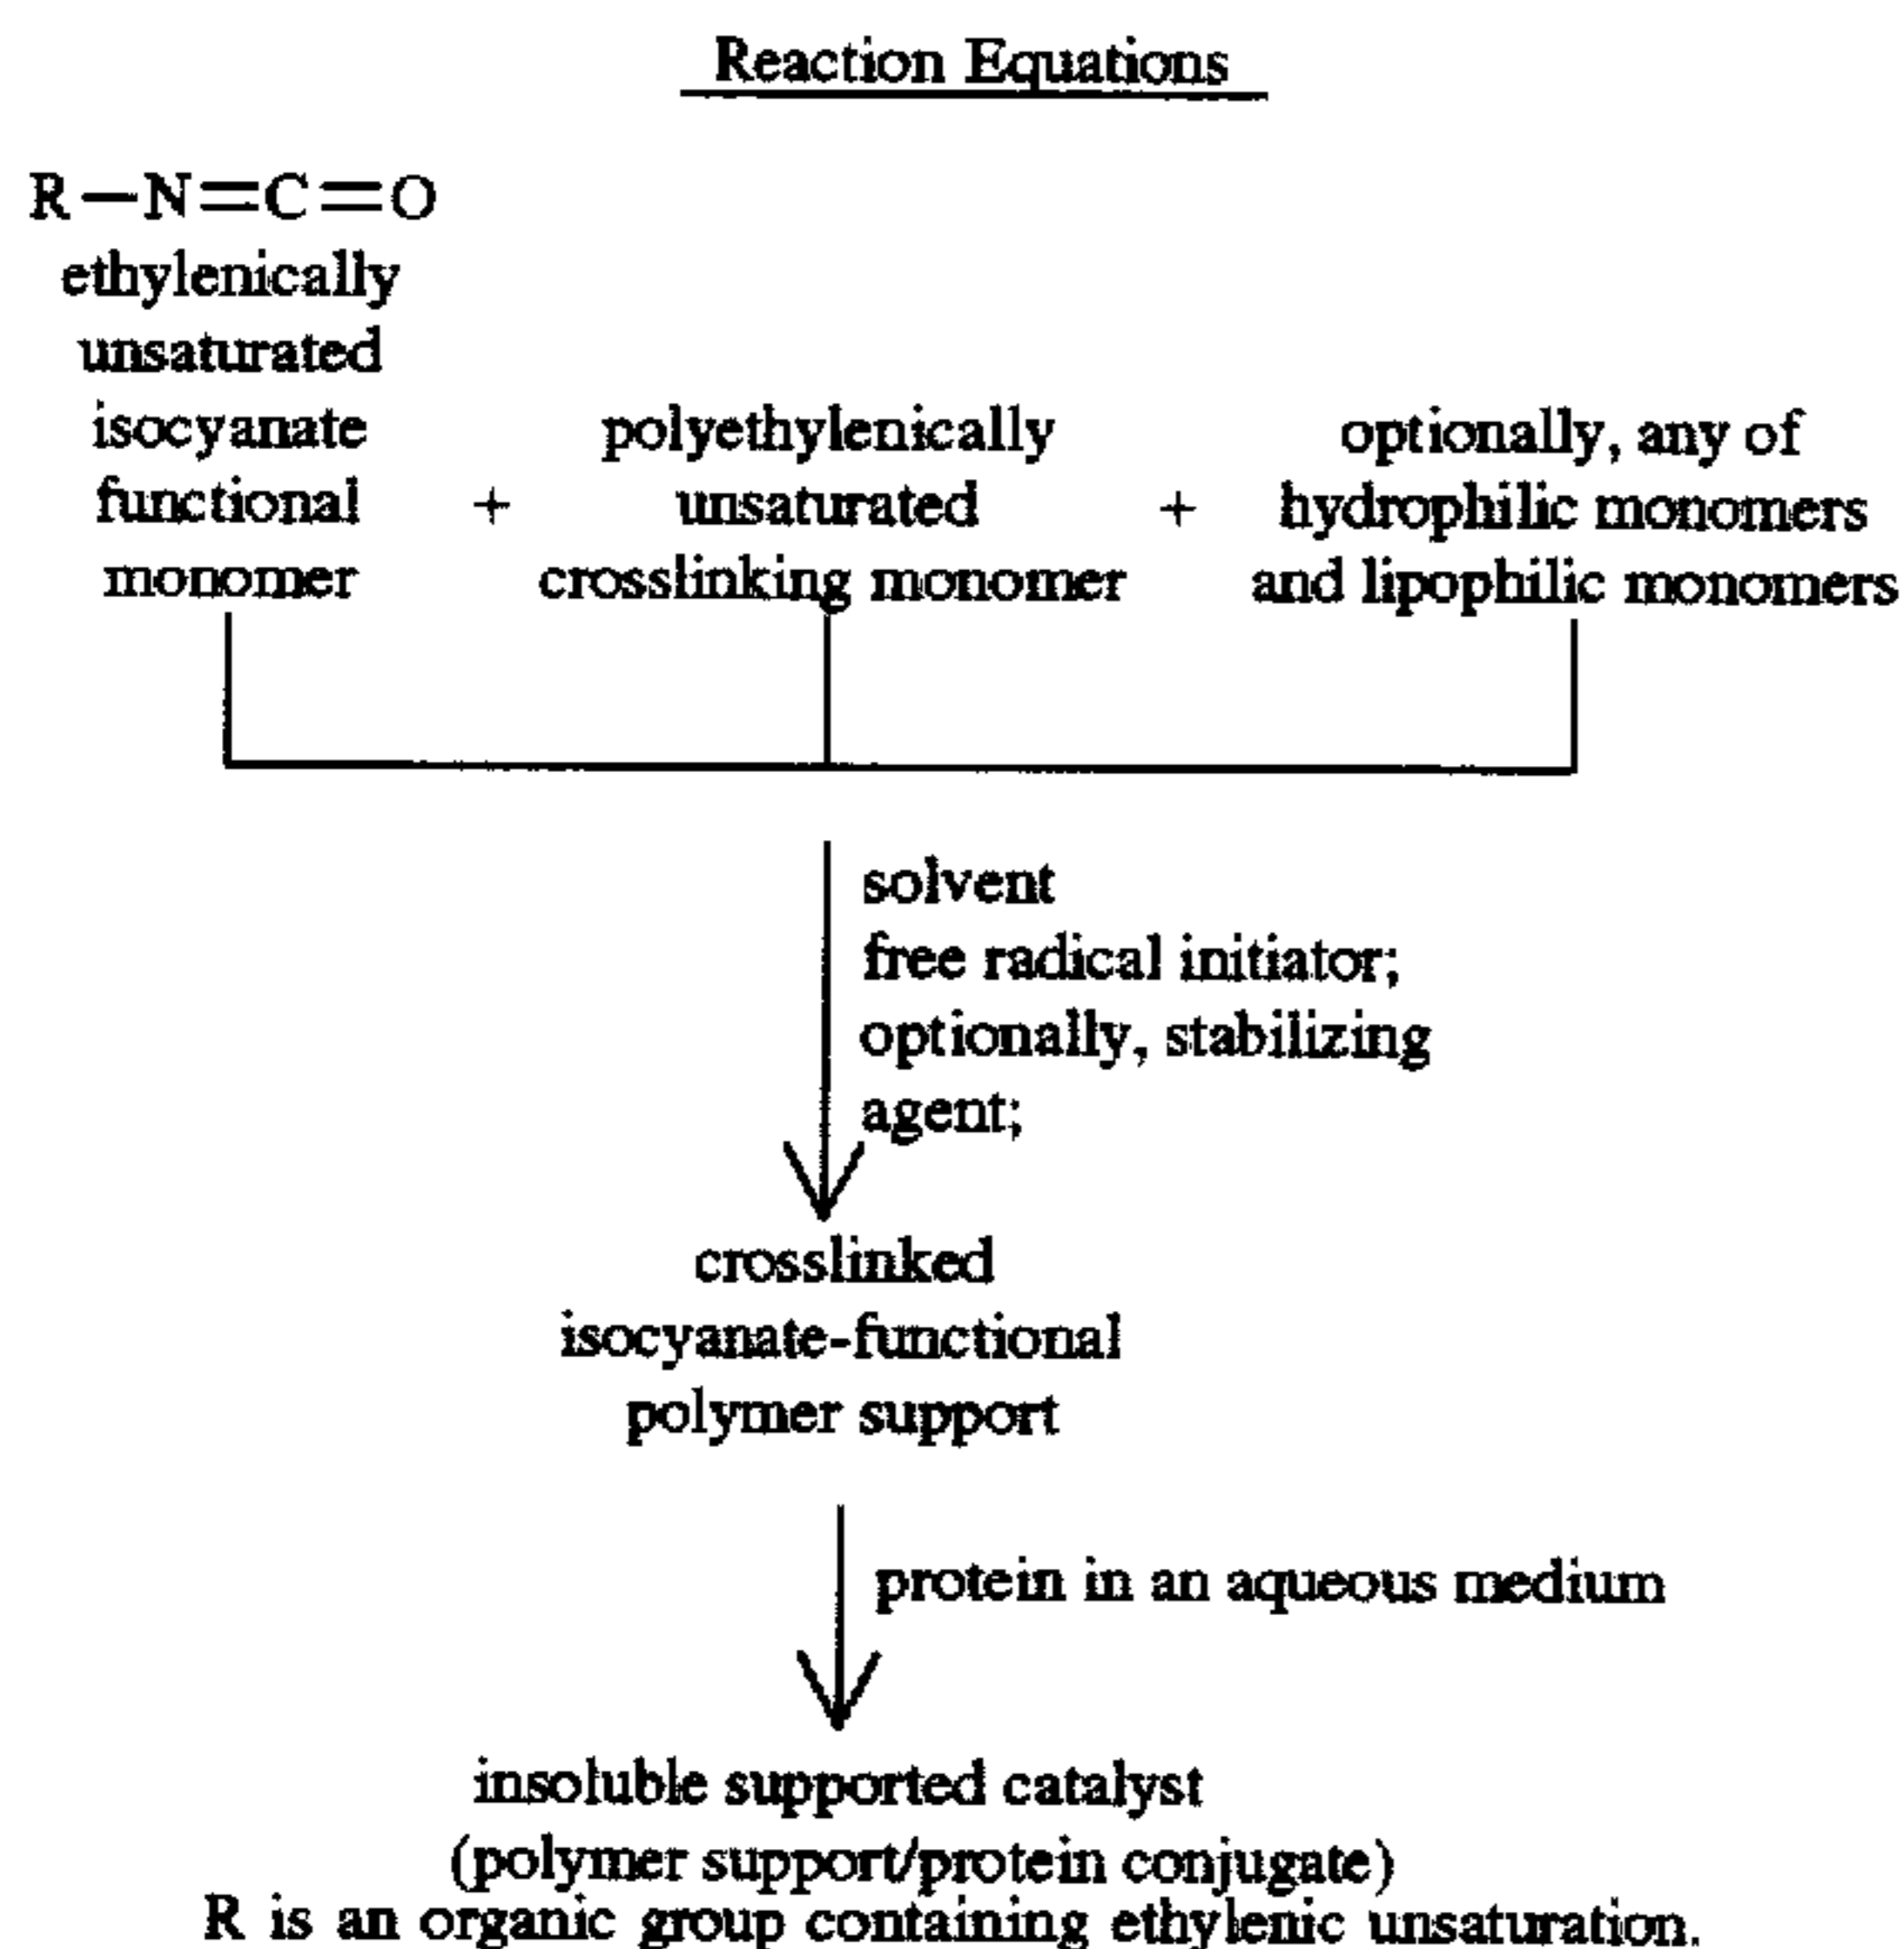 Reaction Equations
R—N=C=O
ethylenically
unsaturated
isocyanate
functional
monomer
+
polyethylenically
unsaturated
crosslinking monomer
+
optionally, any of
hydrophilic monomers
and lipophilic monomers
solvent
free radical initiator;
optionally, stabilizing
agent;
crosslinked
isocyanate-functional
polymer support
protein in an aqueous medium
insoluble supported catalyst
(polymer support/protein conjugate)
R is an organic group containing ethylenic unsaturation.